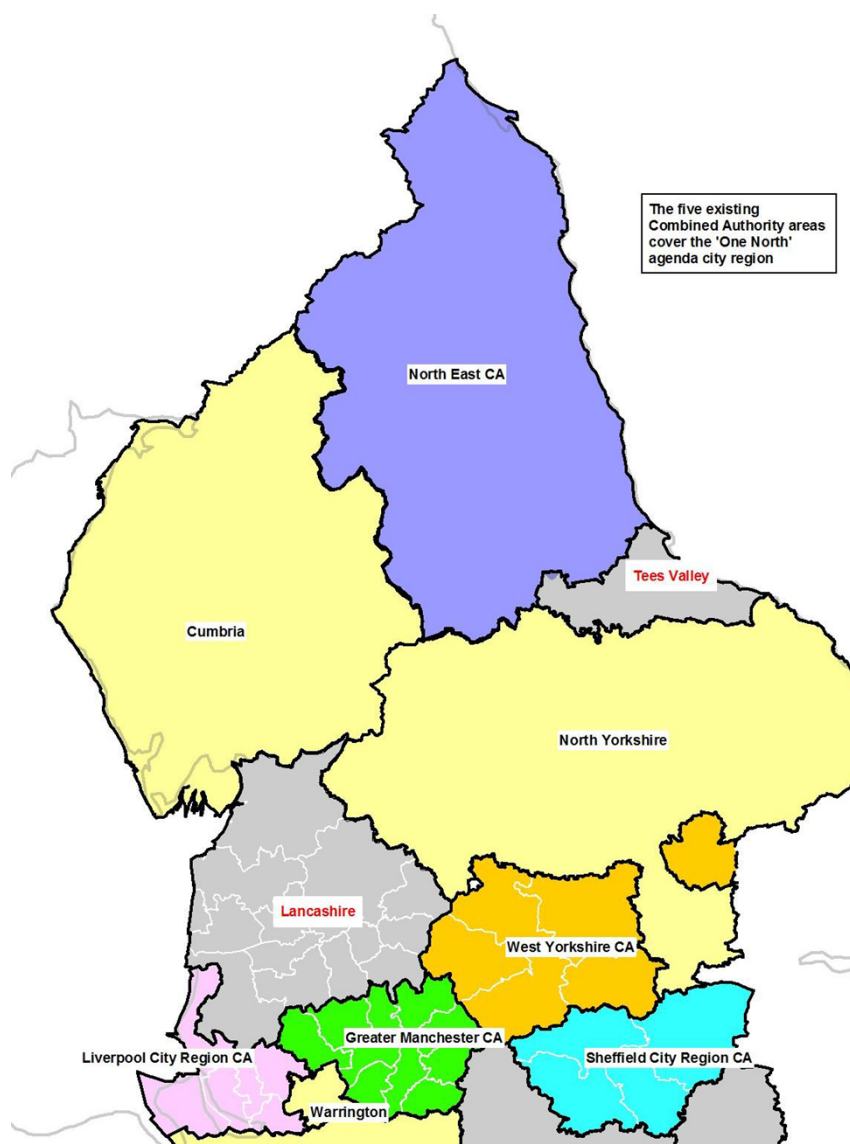 The five existing
Combined Authority areas
cover the 'One North'
agenda city region
North East CA
Tees Valley
Cumbria
North Yorkshire
Lancashire
West Yorkshire CA
Greater Manchester CA
Liverpool City Region CA
Sheffield City Region CA
Warrington